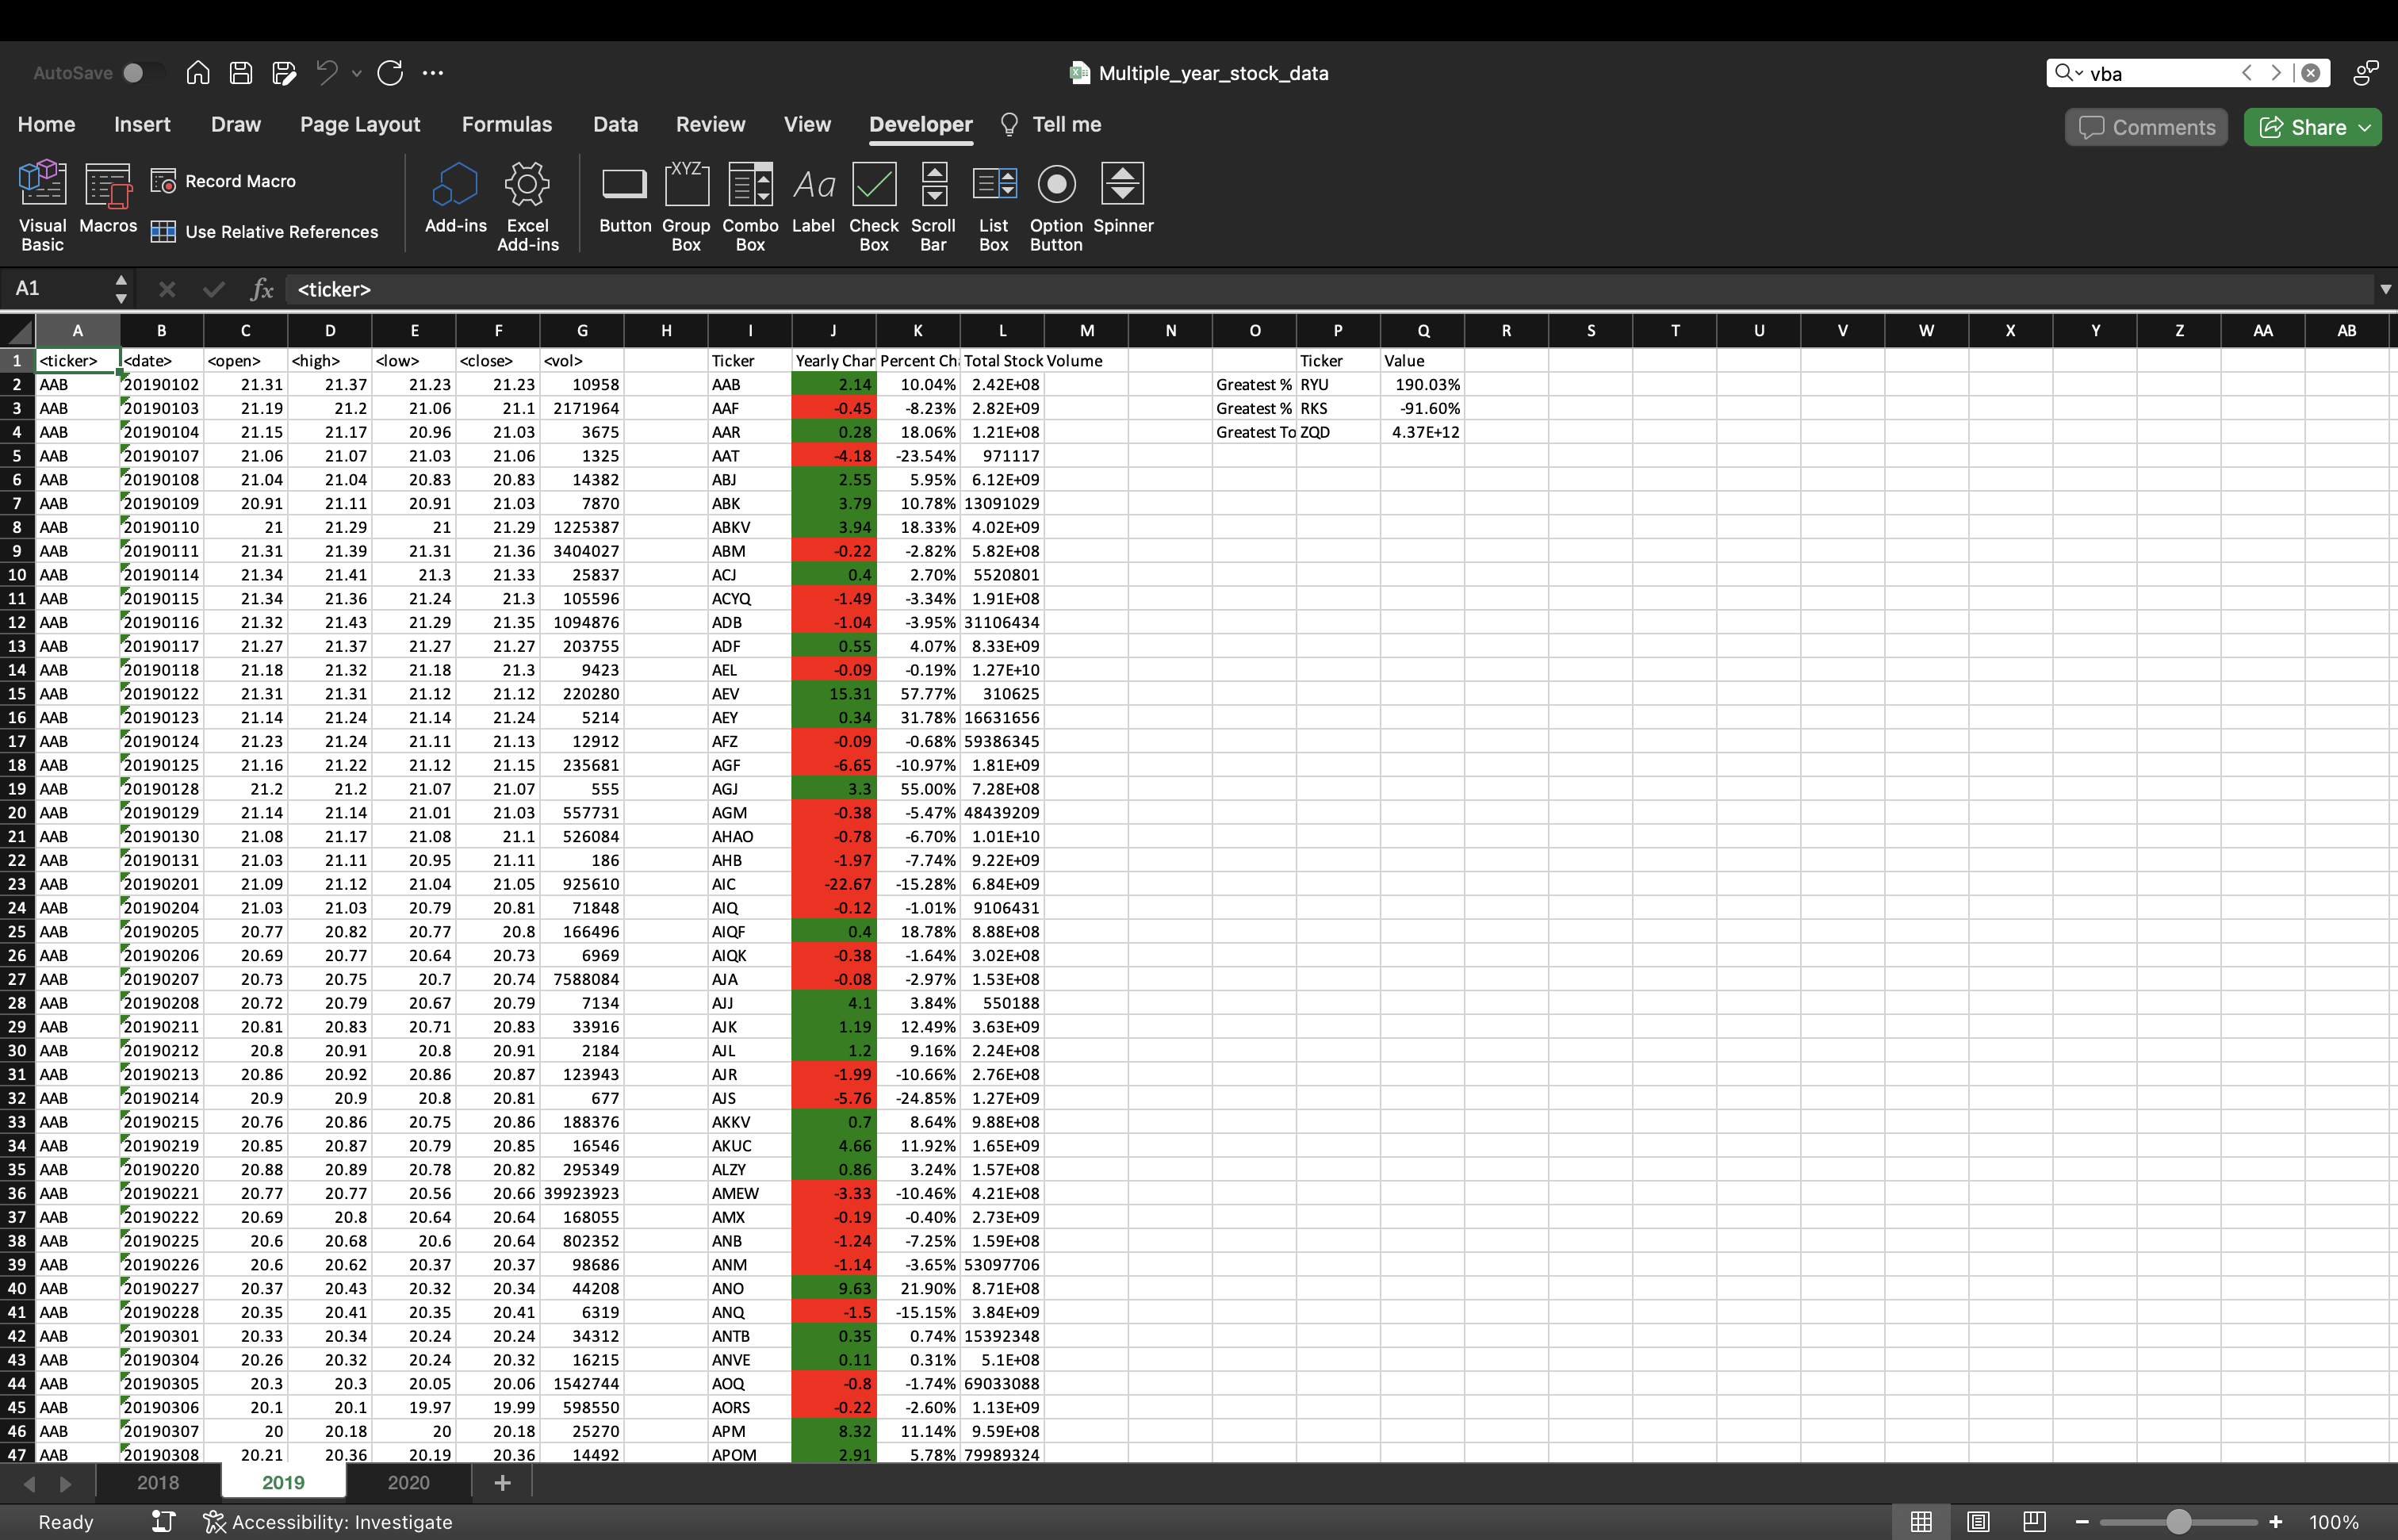 AutoSave
Multiple_year_stock_data
vba
Home Insert Draw Page Layout Formulas Data Review View Developer Tell me
Comments Share
Visual Basic Macros Record Macro Use Relative References Add-ins Excel Add-ins Button Group Box Combo Box Label Check Box Scroll Bar List Box Option Button Spinner
XYZ Aa
A1 fx <ticker>
A B C D E F G H I J K L M N O P Q R S T U V W X Y Z AA AB
1 <ticker> <date> <open> <high> <low> <close> <vol> Ticker Yearly Char Percent Ch Total Stock Volume Ticker Value
2 AAB 20190102 21.31 21.37 21.23 21.23 10958 AAB 2.14 10.04% 2.42E+08 Greatest % RYU 190.03%
3 AAB 20190103 21.19 21.2 21.06 21.1 2171964 AAF -0.45 -8.23% 2.82E+09 Greatest % RKS -91.60%
4 AAB 20190104 21.15 21.17 20.96 21.03 3675 AAR 0.28 18.06% 1.21E+08 Greatest To ZQD 4.37E+12
5 AAB 20190107 21.06 21.07 21.03 21.06 1325 AAT -4.18 -23.54% 971117
6 AAB 20190108 21.04 21.04 20.83 20.83 14382 ABJ 2.55 5.95% 6.12E+09
7 AAB 20190109 20.91 21.11 20.91 21.03 7870 ABK 3.79 10.78% 13091029
8 AAB 20190110 21 21.29 21 21.29 1225387 ABKV 3.94 18.33% 4.02E+09
9 AAB 20190111 21.31 21.39 21.31 21.36 3404027 ABM -0.22 -2.82% 5.82E+08
10 AAB 20190114 21.34 21.41 21.3 21.33 25837 ACJ 0.4 2.70% 5520801
11 AAB 20190115 21.34 21.36 21.24 21.3 105596 ACYQ -1.49 -3.34% 1.91E+08
12 AAB 20190116 21.32 21.43 21.29 21.35 1094876 ADB -1.04 -3.95% 31106434
13 AAB 20190117 21.27 21.37 21.27 21.27 203755 ADF 0.55 4.07% 8.33E+09
14 AAB 20190118 21.18 21.32 21.18 21.3 9423 AEL -0.09 -0.19% 1.27E+10
15 AAB 20190122 21.31 21.31 21.12 21.12 220280 AEV 15.31 57.77% 310625
16 AAB 20190123 21.14 21.24 21.14 21.24 5214 AEY 0.34 31.78% 16631656
17 AAB 20190124 21.23 21.24 21.11 21.13 12912 AFZ -0.09 -0.68% 59386345
18 AAB 20190125 21.16 21.22 21.12 21.15 235681 AGF -6.65 -10.97% 1.81E+09
19 AAB 20190128 21.2 21.2 21.07 21.07 555 AGJ 3.3 55.00% 7.28E+08
20 AAB 20190129 21.14 21.14 21.01 21.03 557731 AGM -0.38 -5.47% 48439209
21 AAB 20190130 21.08 21.17 21.08 21.1 526084 AHAO -0.78 -6.70% 1.01E+10
22 AAB 20190131 21.03 21.11 20.95 21.11 186 AHB -1.97 -7.74% 9.22E+09
23 AAB 20190201 21.09 21.12 21.04 21.05 925610 AIC -22.67 -15.28% 6.84E+09
24 AAB 20190204 21.03 21.03 20.79 20.81 71848 AIQ -0.12 -1.01% 9106431
25 AAB 20190205 20.77 20.82 20.77 20.8 166496 AIQF 0.4 18.78% 8.88E+08
26 AAB 20190206 20.69 20.77 20.64 20.73 6969 AIQK -0.38 -1.64% 3.02E+08
27 AAB 20190207 20.73 20.75 20.7 20.74 7588084 AJA -0.08 -2.97% 1.53E+08
28 AAB 20190208 20.72 20.79 20.67 20.79 7134 AJJ 4.1 3.84% 550188
29 AAB 20190211 20.81 20.83 20.71 20.83 33916 AJK 1.19 12.49% 3.63E+09
30 AAB 20190212 20.8 20.91 20.8 20.91 2184 AJL 1.2 9.16% 2.24E+08
31 AAB 20190213 20.86 20.92 20.86 20.87 123943 AJR -1.99 -10.66% 2.76E+08
32 AAB 20190214 20.9 20.9 20.8 20.81 677 AJS -5.76 -24.85% 1.27E+09
33 AAB 20190215 20.76 20.86 20.75 20.86 188376 AKKV 0.7 8.64% 9.88E+08
34 AAB 20190219 20.85 20.87 20.79 20.85 16546 AKUC 4.66 11.92% 1.65E+09
35 AAB 20190220 20.88 20.89 20.78 20.82 295349 ALZY 0.86 3.24% 1.57E+08
36 AAB 20190221 20.77 20.77 20.56 20.66 39923923 AMEW -3.33 -10.46% 4.21E+08
37 AAB 20190222 20.69 20.8 20.64 20.64 168055 AMX -0.19 -0.40% 2.73E+09
38 AAB 20190225 20.6 20.68 20.6 20.64 802352 ANB -1.24 -7.25% 1.59E+08
39 AAB 20190226 20.6 20.62 20.37 20.37 98686 ANM -1.14 -3.65% 53097706
40 AAB 20190227 20.37 20.43 20.32 20.34 44208 ANO 9.63 21.90% 8.71E+08
41 AAB 20190228 20.35 20.41 20.35 20.41 6319 ANQ -1.5 -15.15% 3.84E+09
42 AAB 20190301 20.33 20.34 20.24 20.24 34312 ANTB 0.35 0.74% 15392348
43 AAB 20190304 20.26 20.32 20.24 20.32 16215 ANVE 0.11 0.31% 5.1E+08
44 AAB 20190305 20.3 20.3 20.05 20.06 1542744 AOQ -0.8 -1.74% 69033088
45 AAB 20190306 20.1 20.1 19.97 19.99 598550 AORS -0.22 -2.60% 1.13E+09
46 AAB 20190307 20 20.18 20 20.18 25270 APM 8.32 11.14% 9.59E+08
47 AAB 20190308 20.21 20.36 20.19 20.36 14492 APOM 2.91 5.78% 79989324
2018 2019 2020 +
Ready Accessibility: Investigate 100%